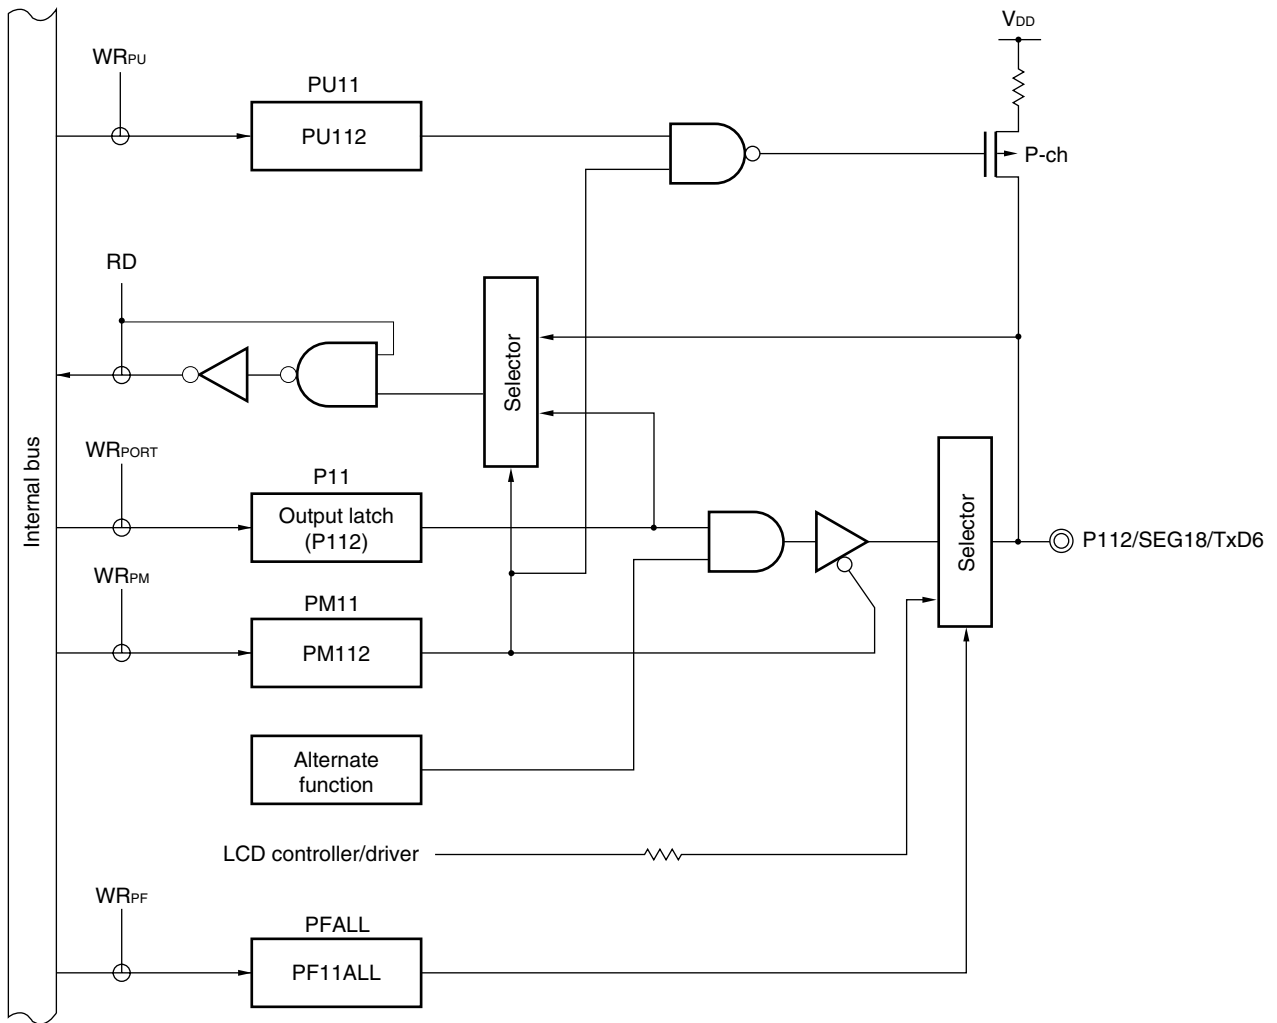 VDD
WRPU
PU11
PU112
P-ch
RD
Selector
Internal bus
WRPORT
P11
Output latch
(P112)
Selector
P112/SEG18/TxD6
WRPM
PM11
PM112
Alternate
function
LCD controller/driver
WRPF
PFALL
PF11ALL